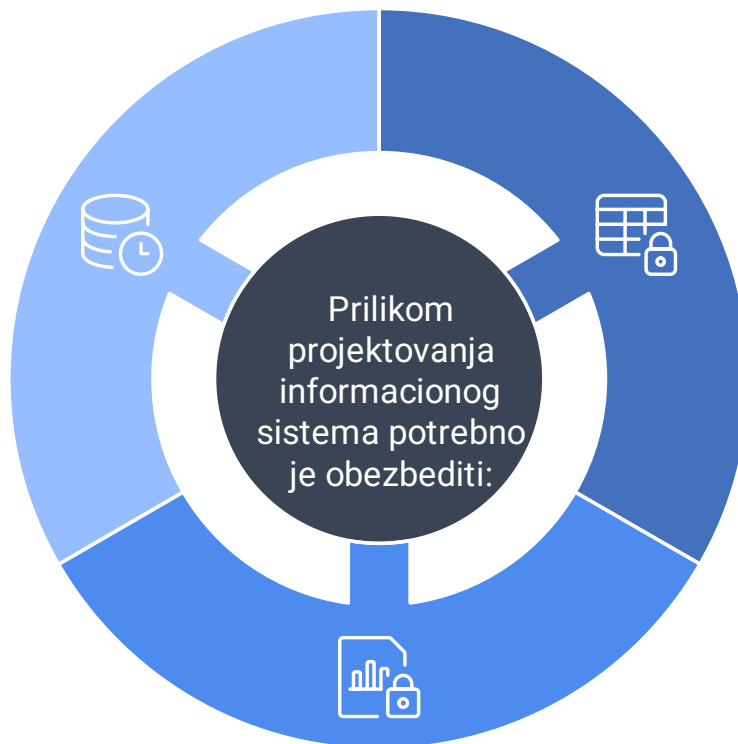 Prilikom
projektovanja
informacionog
sistema potrebno
je obezbediti: